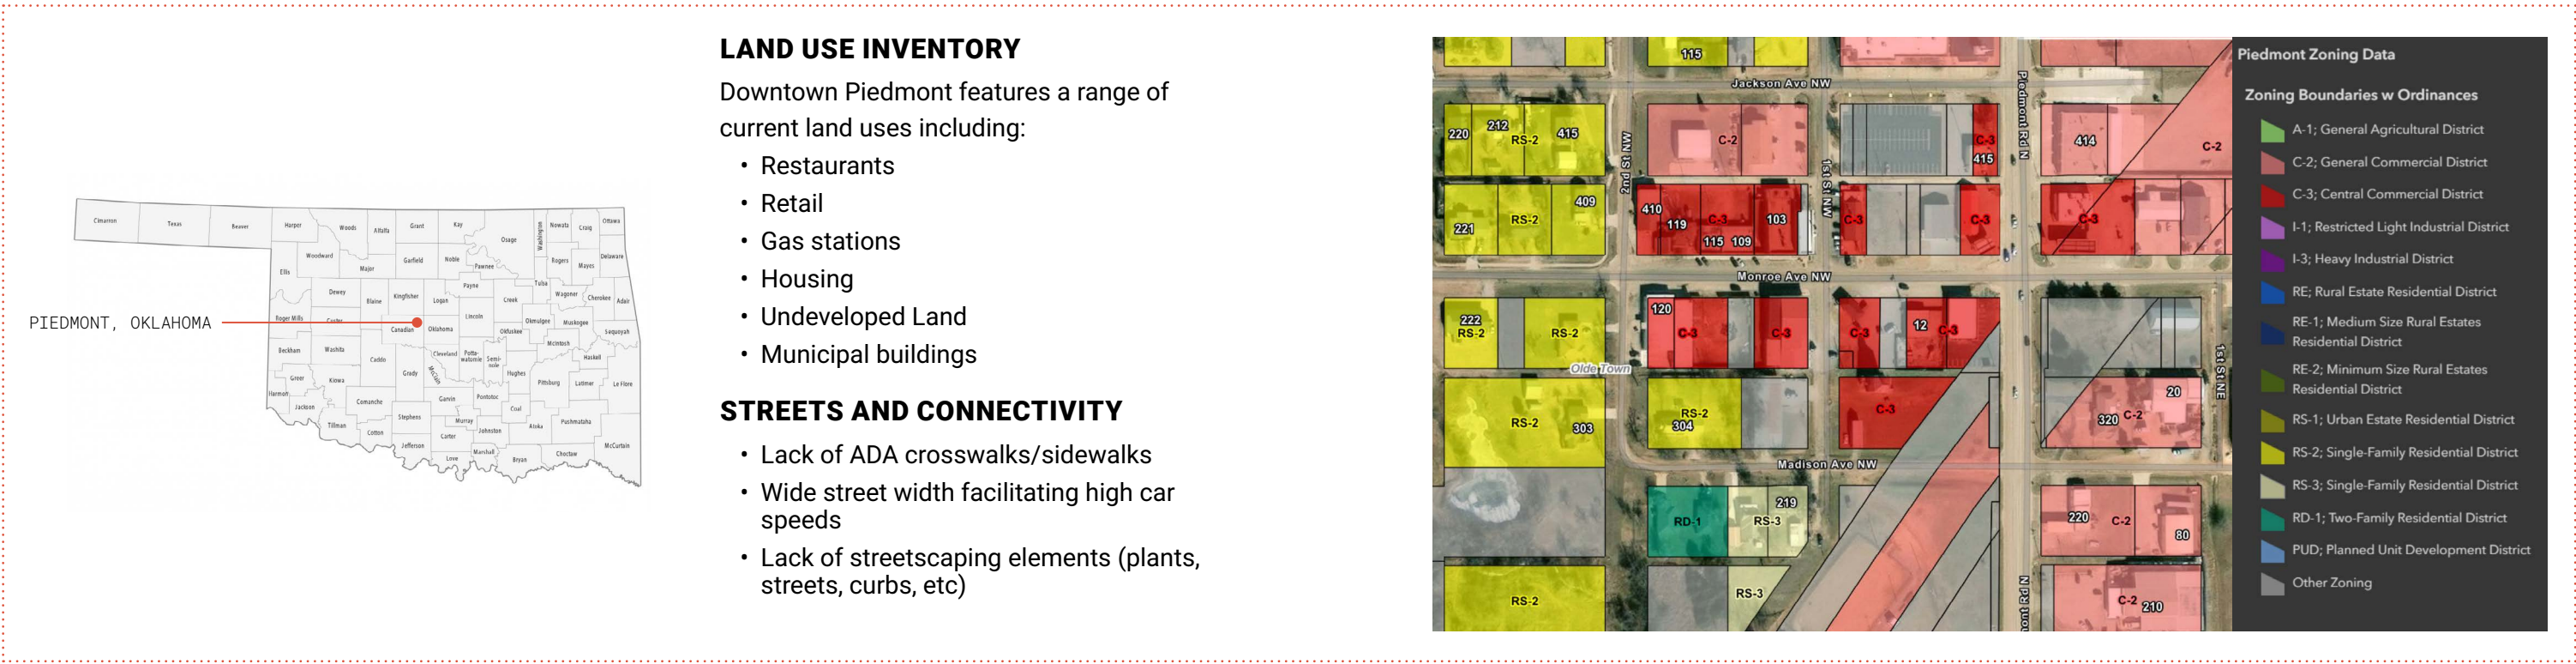 Cimarron
Texas
Beaver
Harper
Woods
Alfalfa
Grant
Kay
Osage
Washington
Nowata
Craig
Ottawa
Ellis
Woodward
Major
Garfield
Noble
Pawnee
Rogers
Mayes
Delaware
Dewey
Blaine
Kingfisher
Logan
Payne
Creek
Tulsa
Wagoner
Cherokee
Adair
Roger Mills
Canadian
Oklahoma
Lincoln
Okfuskee
Okmulgee
Muskogee
Sequoyah
PIEDMONT, OKLAHOMA
Beckham
Washita
Caddo
Grady
Cleveland
Potta-
watomie
Semi-
nole
Hughes
McIntosh
Haskell
McClain
Pittsburg
Latimer
Le Flore
Greer
Kiowa
Harmon
Jackson
Comanche
Stephens
Garvin
Pontotoc
Coal
Atoka
Pushmataha
Tillman
Cotton
Jefferson
Carter
Murray
Johnston
Love
Marshall
Bryan
Choctaw
McCurtain
LAND USE INVENTORY
Downtown Piedmont features a range of
current land uses including:
• Restaurants
• Retail
• Gas stations
• Housing
• Undeveloped Land
• Municipal buildings
STREETS AND CONNECTIVITY
• Lack of ADA crosswalks/sidewalks
• Wide street width facilitating high car
speeds
• Lack of streetscaping elements (plants,
streets, curbs, etc)
115
Jackson Ave NW
Piedmont Rd N
220
212
RS-2
415
2nd St NW
C-2
1st St NW
C-3
415
414
C-2
221
RS-2
409
410
119
C-3
115
109
103
C-3
C-3
C-3
Monroe Ave NW
222
RS-2
RS-2
120
C-3
C-3
C-3
12
C-3
Olde Town
1st St NE
RS-2
303
RS-2
304
C-3
20
320
C-2
Madison Ave NW
RD-1
219
RS-3
220
C-2
80
RS-2
RS-3
C-2
210
mont Rd N
Piedmont Zoning Data
Zoning Boundaries w Ordinances
A-1; General Agricultural District
C-2; General Commercial District
C-3; Central Commercial District
I-1; Restricted Light Industrial District
I-3; Heavy Industrial District
RE; Rural Estate Residential District
RE-1; Medium Size Rural Estates
Residential District
RE-2; Minimum Size Rural Estates
Residential District
RS-1; Urban Estate Residential District
RS-2; Single-Family Residential District
RS-3; Single-Family Residential District
RD-1; Two-Family Residential District
PUD; Planned Unit Development District
Other Zoning